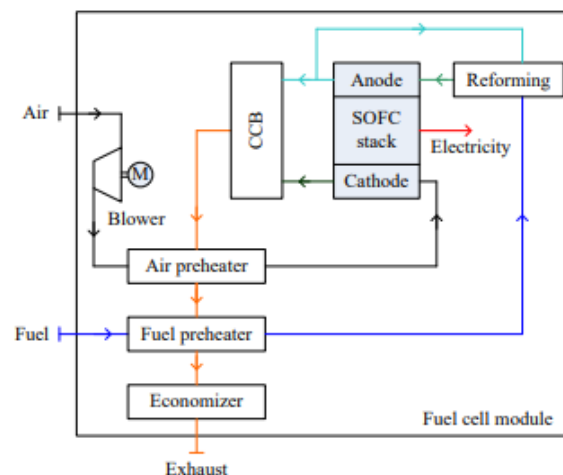 Anode
Reforming
Air
CCB
SOFC
stack
Electricity
M
Cathode
Blower
Air preheater
Fuel
Fuel preheater
Economizer
Fuel cell module
Exhaust